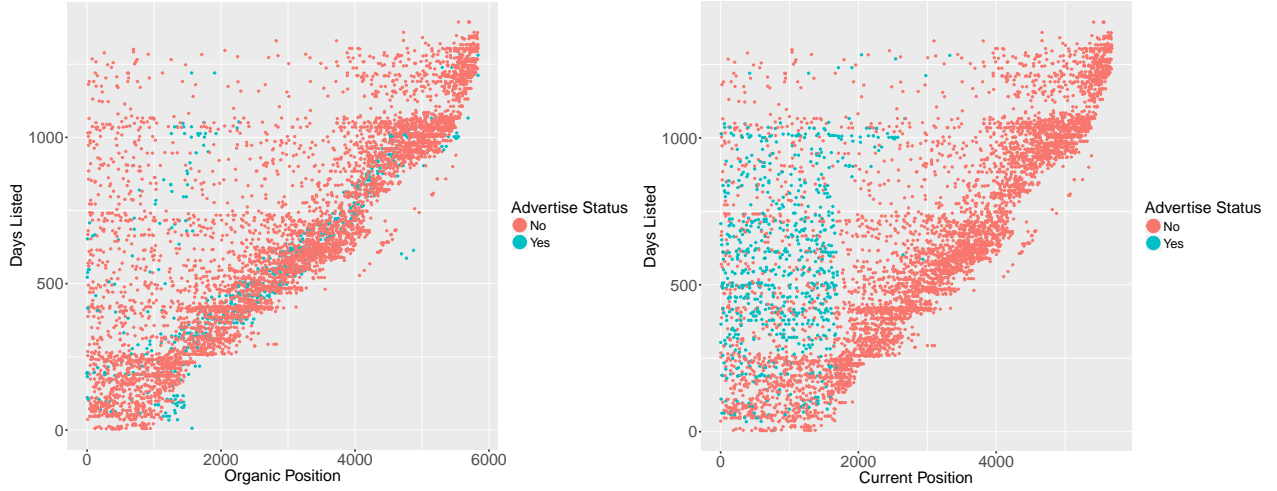 Days Listed
1000
500
0
0
2000
4000
6000
Organic Position
Advertise Status
No
Yes
Days Listed
1000
500
0
0
2000
4000
Current Position
Advertise Status
No
Yes